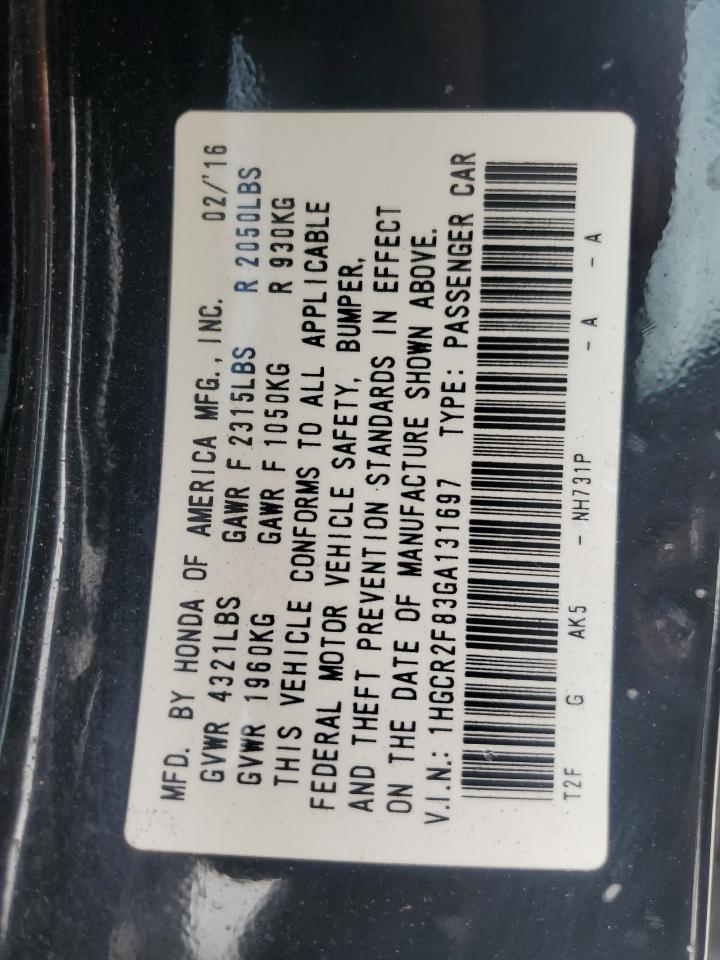 MFD. BY HONDA OF AMERICA MFG., INC. 02/'16
GVWR 4321LBS GAWR F 2315LBS R 2050LBS
GVWR 1960KG GAWR F 1050KG R 930KG
THIS VEHICLE CONFORMS TO ALL APPLICABLE
FEDERAL MOTOR VEHICLE SAFETY, BUMPER,
AND THEFT PREVENTION STANDARDS IN EFFECT
ON THE DATE OF MANUFACTURE SHOWN ABOVE.
V.I.N.: 1HGCR2F83GA131697 TYPE: PASSENGER CAR
T2F G AK5 - NH731P - A - A